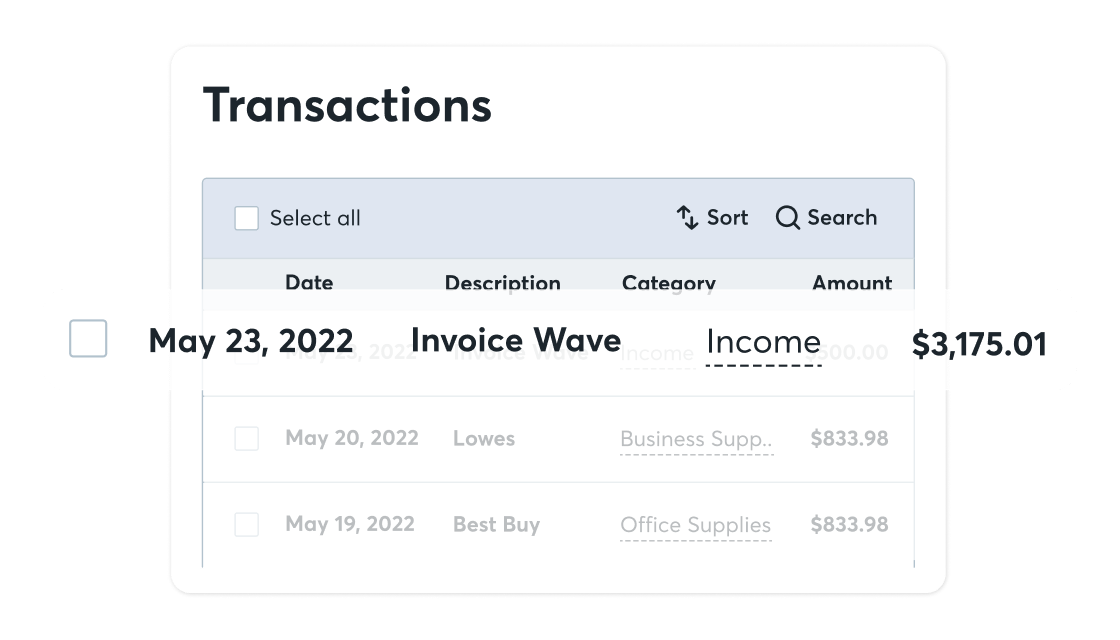 Transactions
Select all Sort Search
Date Description Category Amount
May 23, 2022 Invoice Wave Income $3,175.01
May 20, 2022 Lowes Business Supp.. $833.98
May 19, 2022 Best Buy Office Supplies $833.98